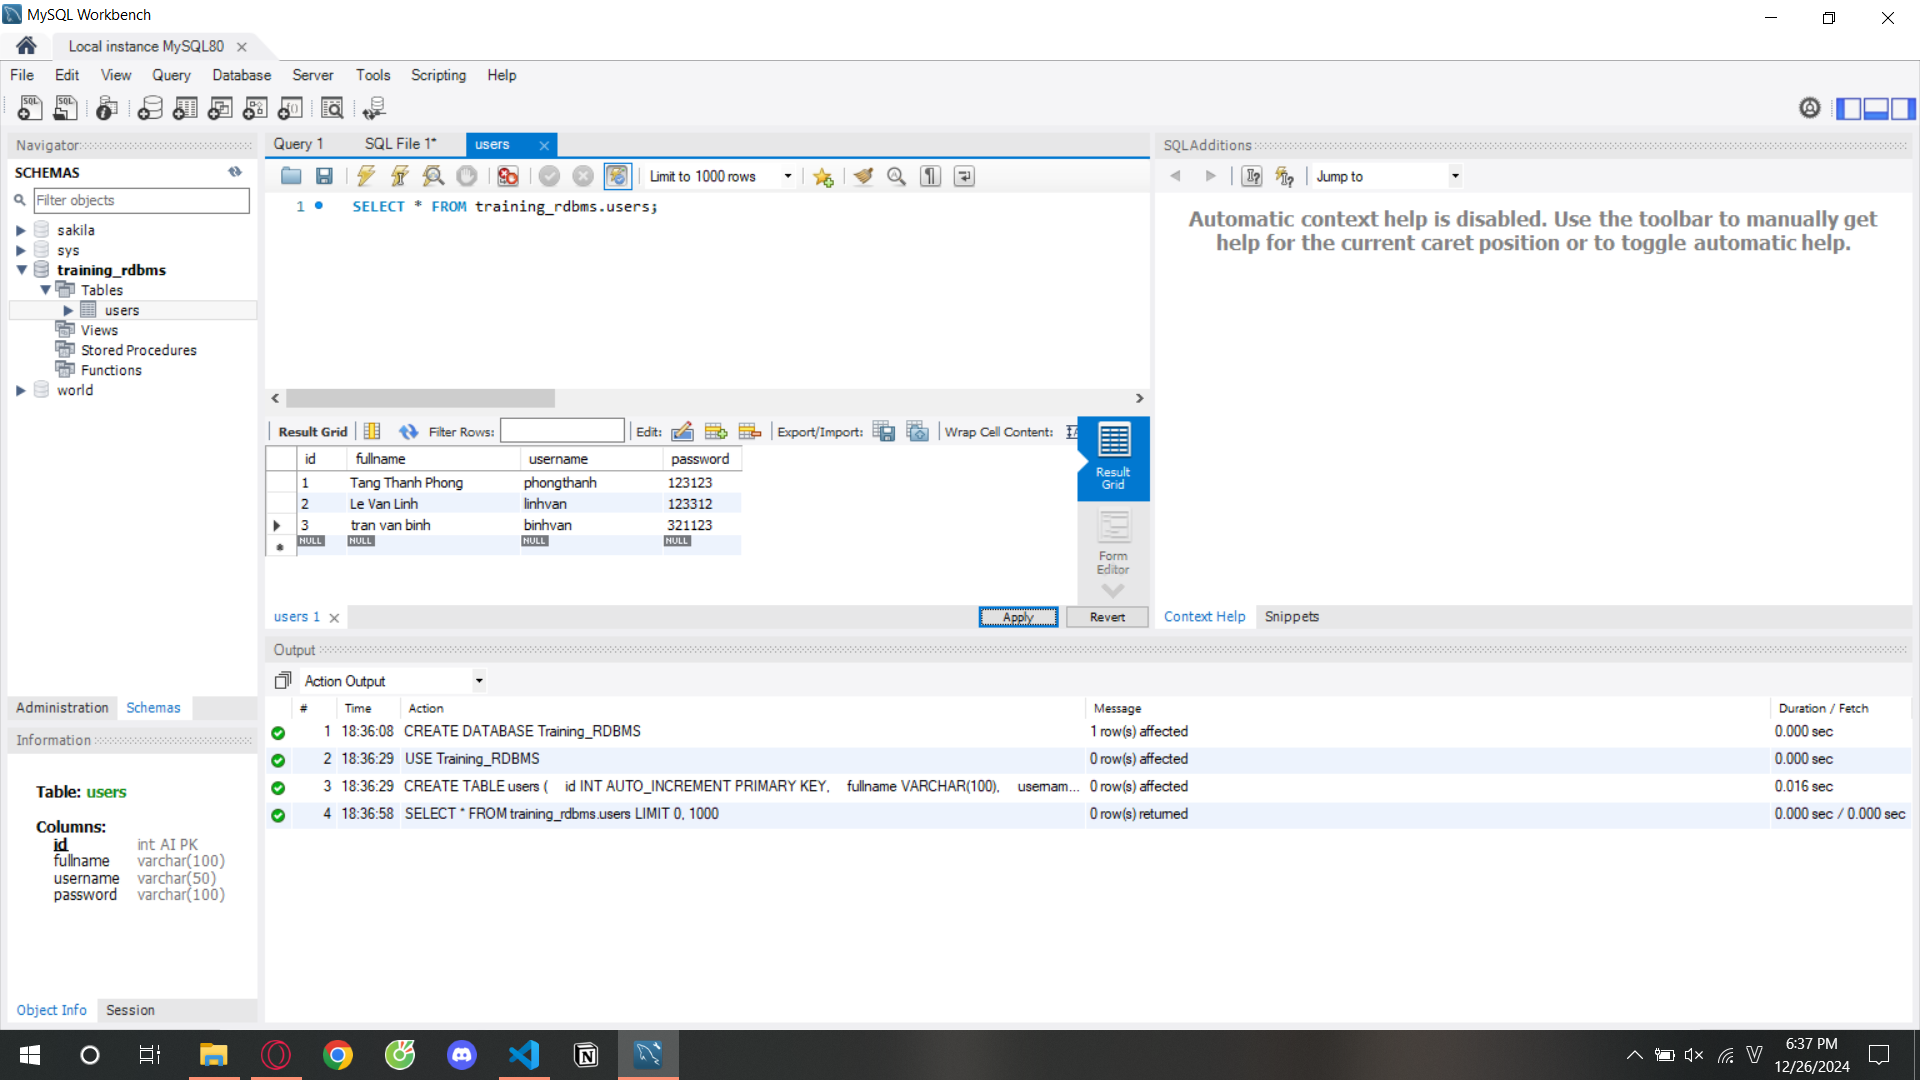 MySQL Workbench
Local instance MySQL80
File Edit View Query Database Server Tools Scripting Help
Navigator
SCHEMAS
Filter objects
sakila
sys
training_rdbms
Tables
users
Views
Stored Procedures
Functions
world
Administration Schemas
Information
Table: users
Columns:
id int AI PK
fullname varchar(100)
username varchar(50)
password varchar(100)
Object Info Session
Query 1 SQL File 1* users
Limit to 1000 rows
1 SELECT * FROM training_rdbms.users;
Result Grid Filter Rows: Edit: Export/Import: Wrap Cell Content:
id fullname username password
1 Tang Thanh Phong phongthanh 123123
2 Le Van Linh linhvan 123312
3 tran van binh binhvan 321123
NULL NULL NULL NULL
Result
Grid
Form
Editor
users 1 Apply Revert
SQLAdditions
Jump to
Automatic context help is disabled. Use the toolbar to manually get
help for the current caret position or to toggle automatic help.
Context Help Snippets
Output
Action Output
# Time Action Message Duration / Fetch
1 18:36:08 CREATE DATABASE Training_RDBMS 1 row(s) affected 0.000 sec
2 18:36:29 USE Training_RDBMS 0 row(s) affected 0.000 sec
3 18:36:29 CREATE TABLE users ( id INT AUTO_INCREMENT PRIMARY KEY, fullname VARCHAR(100), usernam... 0 row(s) affected 0.016 sec
4 18:36:58 SELECT * FROM training_rdbms.users LIMIT 0, 1000 0 row(s) returned 0.000 sec / 0.000 sec
6:37 PM
12/26/2024